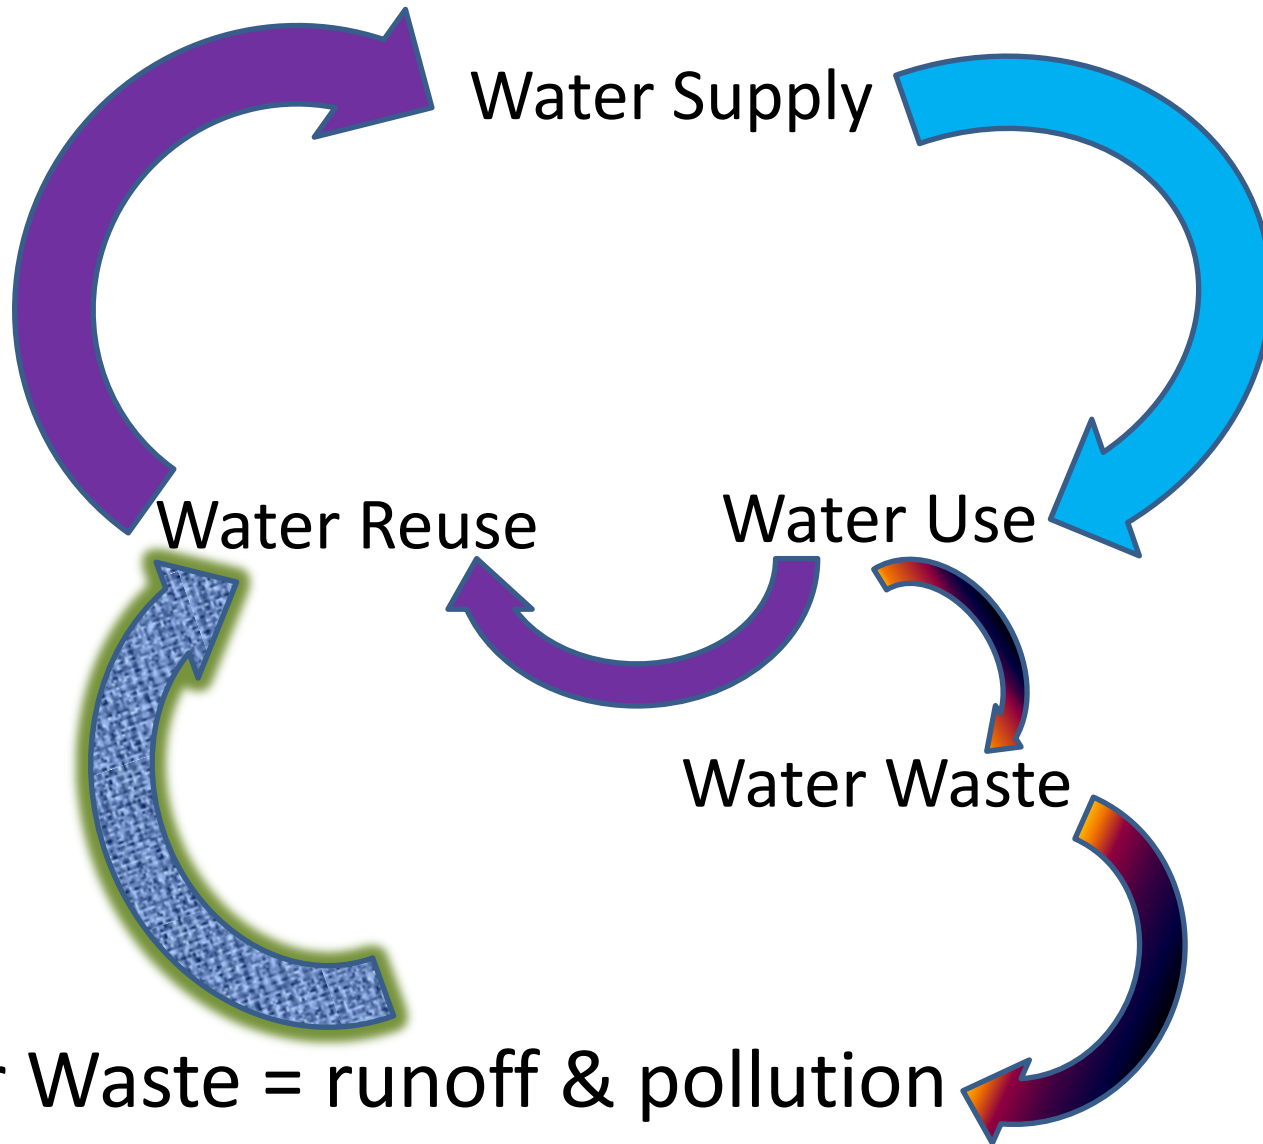 Water Supply
Water Reuse
Water Use
Water Waste
Waste = runoff & pollution